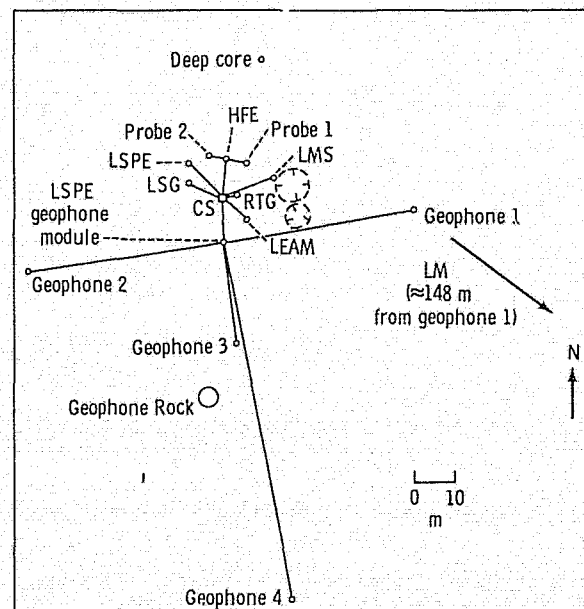 Deep core
HFE
Probe 2
Probe 1
LSPE
LMS
LSG
RTG
CS
LSPE
geophone
module
LEAM
Geophone 1
Geophone 2
LM
(≈148 m
from geophone 1)
Geophone 3
N
Geophone Rock
0 10
m
Geophone 4